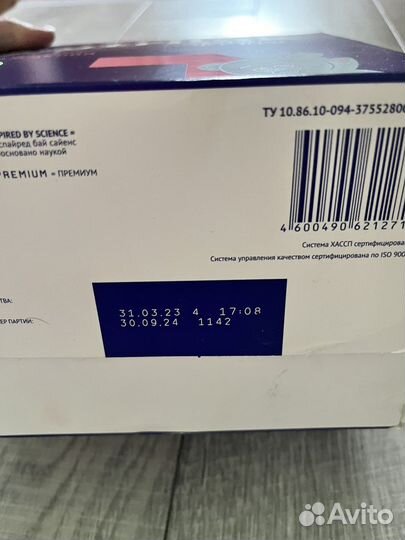 ТУ 10.86.10-094-3755280
PIRED BY SCIENCE =
спайред бай сайенс
основано наукой
PREMIUM = ПРЕМИУМ
4 600490 621271
Система ХАССП сертифицирован
Система управления качеством сертифицирована по ISO 900
ТВА:
31.03.23 4 17:08
ЕР ПАРТИИ:
30.09.24 1142
Avito